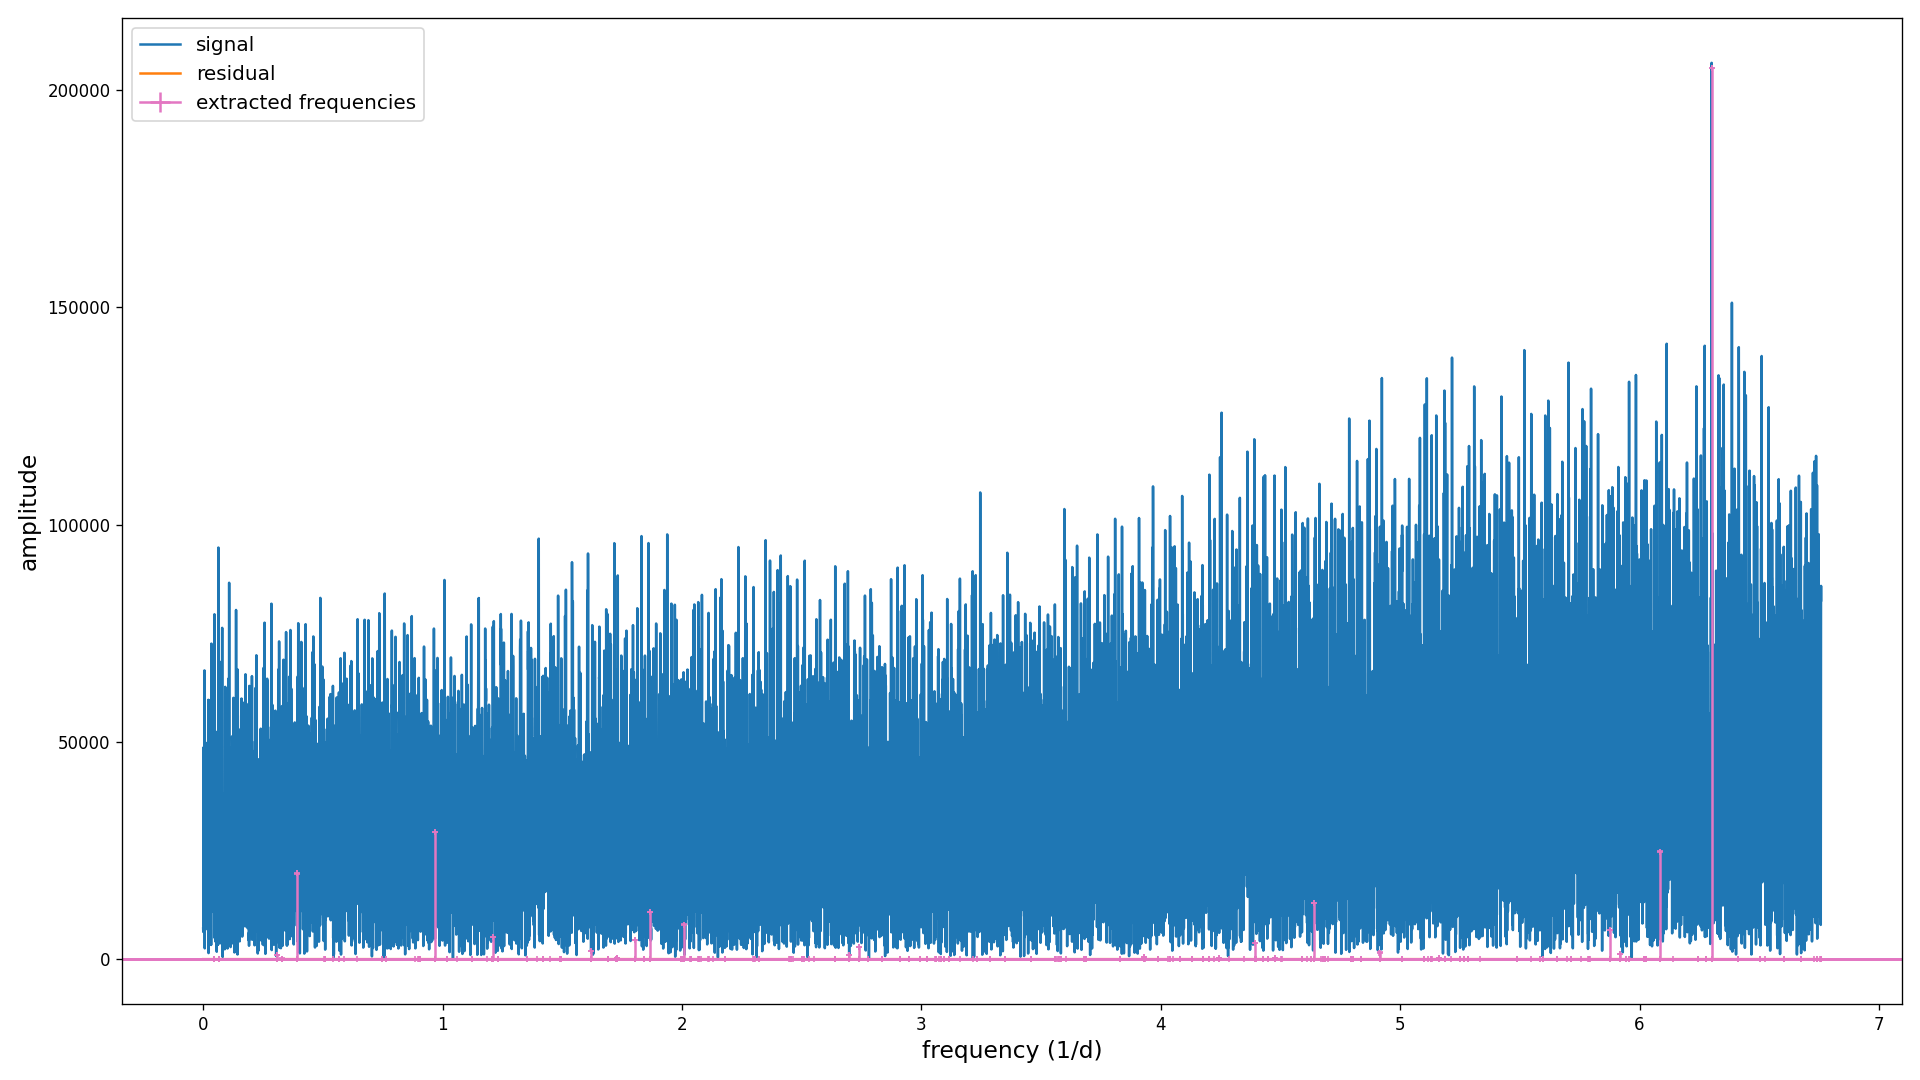 signal
residual
extracted frequencies
200000
150000
100000
50000
0
amplitude
0 1 2 3 4 5 6 7
frequency (1/d)